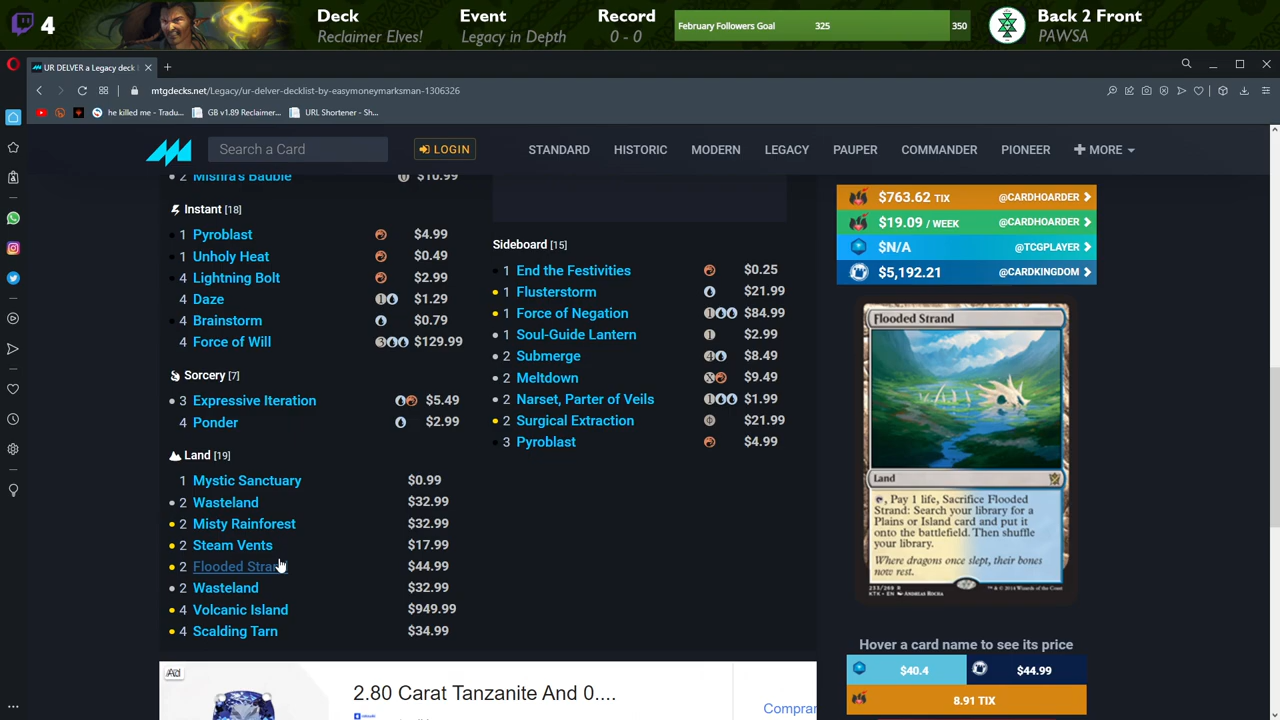 4
Deck
Reclaimer Elves!
Event
Legacy in Depth
Record
0 - 0
February Followers Goal 325 350
Back 2 Front
PAWSA
UR DELVER a Legacy deck
mtgdecks.net/Legacy/ur-delver-decklist-by-easymoneymarksman-1306326
he killed me - Tradu... GB v1.89 Reclaimer... URL Shortener - Sh...
Search a Card LOGIN STANDARD HISTORIC MODERN LEGACY PAUPER COMMANDER PIONEER MORE
2 Mishra's Bauble $10.99
Instant [18]
1 Pyroblast $4.99
1 Unholy Heat $0.49
4 Lightning Bolt $2.99
4 Daze $1.29
4 Brainstorm $0.79
4 Force of Will $129.99
Sorcery [7]
3 Expressive Iteration $5.49
4 Ponder $2.99
Land [19]
1 Mystic Sanctuary $0.99
2 Wasteland $32.99
2 Misty Rainforest $32.99
2 Steam Vents $17.99
2 Flooded Stran
$44.99
2 Wasteland $32.99
4 Volcanic Island $949.99
4 Scalding Tarn $34.99
Sideboard [15]
1 End the Festivities $0.25
1 Flusterstorm $21.99
1 Force of Negation $84.99
1 Soul-Guide Lantern $2.99
2 Submerge $8.49
2 Meltdown $9.49
2 Narset, Parter of Veils $1.99
2 Surgical Extraction $21.99
3 Pyroblast $4.99
$763.62 TIX @CARDHOARDER
$19.09 / WEEK @CARDHOARDER
$N/A @TCGPLAYER
$5,192.21 @CARDKINGDOM
Flooded Strand
Land
, Pay 1 life, Sacrifice Flooded
Strand: Search your library for a
Plains or Island card and put it
onto the battlefield. Then shuffle
your library.
Where dragons once slept, their bones
now rest.
Hover a card name to see its price
$40.4 $44.99
8.91 TIX
Ad
2.80 Carat Tanzanite And 0....
Comprar